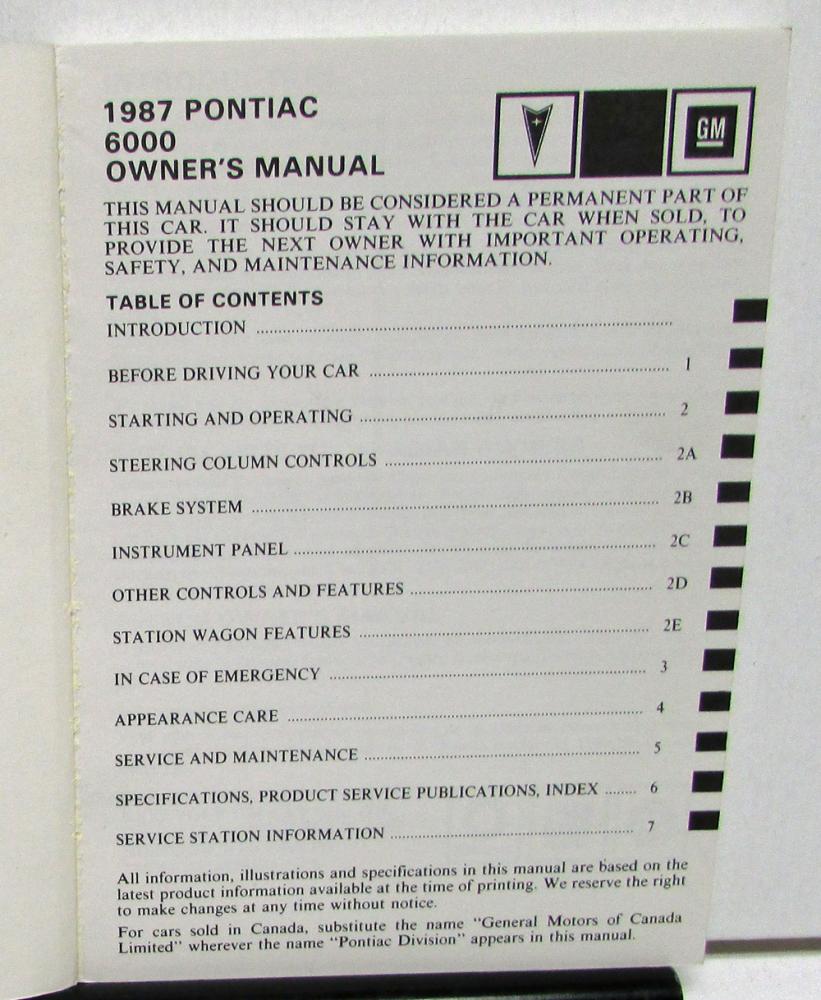 1987 PONTIAC
6000
OWNER'S MANUAL
GM
THIS MANUAL SHOULD BE CONSIDERED A PERMANENT PART OF
THIS CAR. IT SHOULD STAY WITH THE CAR WHEN SOLD, TO
PROVIDE THE NEXT OWNER WITH IMPORTANT OPERATING,
SAFETY, AND MAINTENANCE INFORMATION.
TABLE OF CONTENTS
INTRODUCTION ........................................................
BEFORE DRIVING YOUR CAR ........................................ 1
STARTING AND OPERATING ........................................ 2
STEERING COLUMN CONTROLS ..................................... 2A
BRAKE SYSTEM ........................................................ 2B
INSTRUMENT PANEL ................................................ 2C
OTHER CONTROLS AND FEATURES ................................ 2D
STATION WAGON FEATURES ...................................... 2E
IN CASE OF EMERGENCY .......................................... 3
APPEARANCE CARE ................................................ 4
SERVICE AND MAINTENANCE ..................................... 5
SPECIFICATIONS, PRODUCT SERVICE PUBLICATIONS, INDEX ........ 6
SERVICE STATION INFORMATION ................................. 7
All information, illustrations and specifications in this manual are based on the
latest product information available at the time of printing. We reserve the right
to make changes at any time without notice.
For cars sold in Canada, substitute the name "General Motors of Canada
Limited" wherever the name "Pontiac Division" appears in this manual.